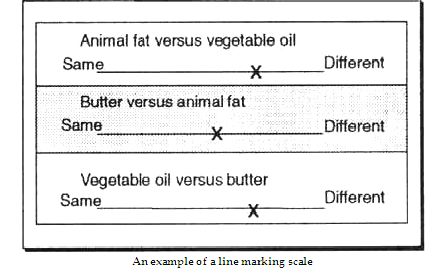 Animal fat versus vegetable oil
Same X Different
Butter versus animal fat
Same X Different
Vegetable oil versus butter
Same X Different
An example of a line marking scale